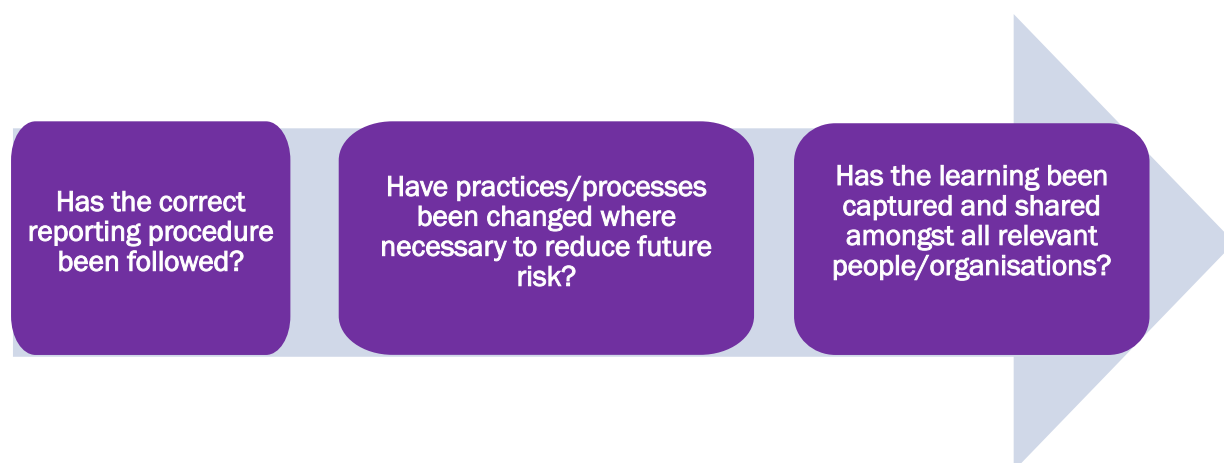 Has the correct
reporting procedure
been followed?
Have practices/processes
been changed where
necessary to reduce future
risk?
Has the learning been
captured and shared
amongst all relevant
people/organisations?